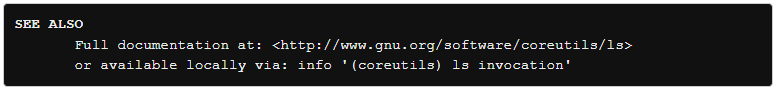 SEE ALSO
Full documentation at: <http://www.gnu.org/software/coreutils/ls>
or available locally via: info '(coreutils) ls invocation'